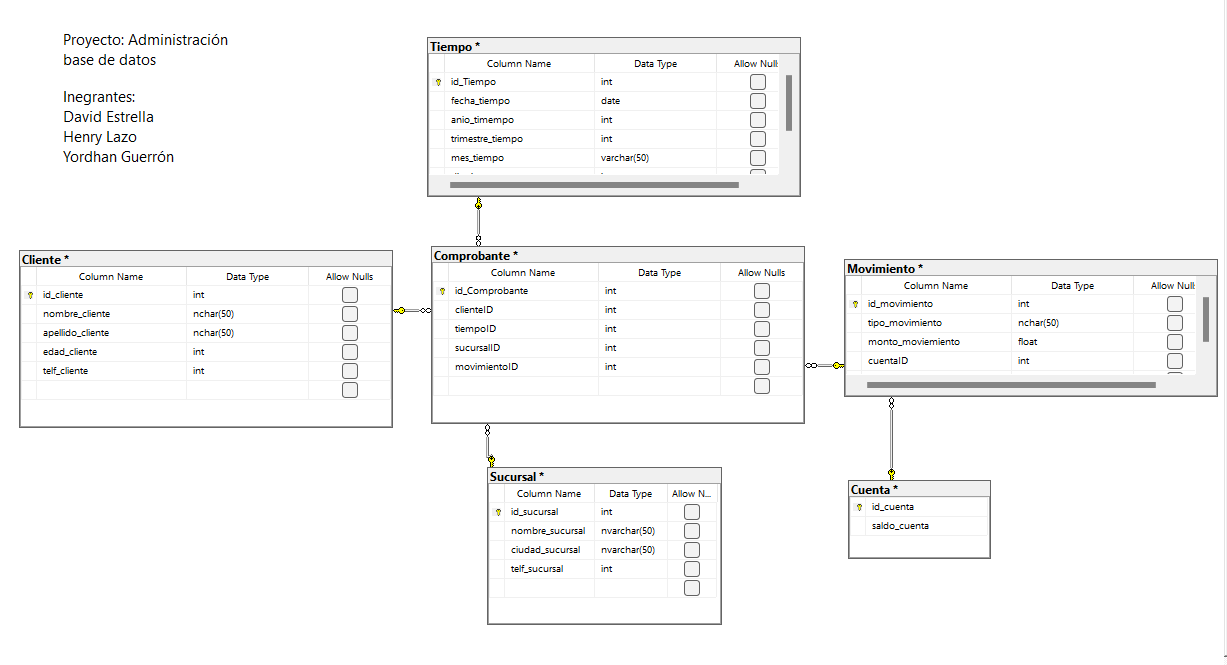 Proyecto: Administración
base de datos
Inegrantes:
David Estrella
Henry Lazo
Yordhan Guerrón
Tiempo *
Column Name Data Type Allow Null
id_Tiempo int
fecha_tiempo date
anio_timempo int
trimestre_tiempo int
mes_tiempo varchar(50)
Cliente *
Column Name Data Type Allow Nulls
id_cliente int
nombre_cliente nchar(50)
apellido_cliente nchar(50)
edad_cliente int
telf_cliente int
Comprobante *
Column Name Data Type Allow Nulls
id_Comprobante int
clienteID int
tiempoID int
sucursalID int
movimientoID int
Movimiento *
Column Name Data Type Allow Null
id_movimiento int
tipo_movimiento nchar(50)
monto_moviemiento float
cuentaID int
Sucursal *
Column Name Data Type Allow N...
id_sucursal int
nombre_sucursal nvarchar(50)
ciudad_sucursal nvarchar(50)
telf_sucursal int
Cuenta *
id_cuenta
saldo_cuenta